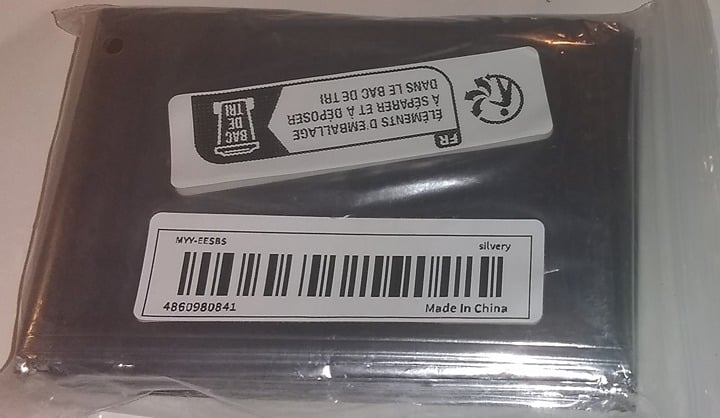 FR
ÉLÉMENTS D'EMBALLAGE
À SÉPARER ET À DÉPOSER
DANS LE BAC DE TRI
BAC
DE
TRI
MYY-EESBS
silvery
4860980841
Made In China